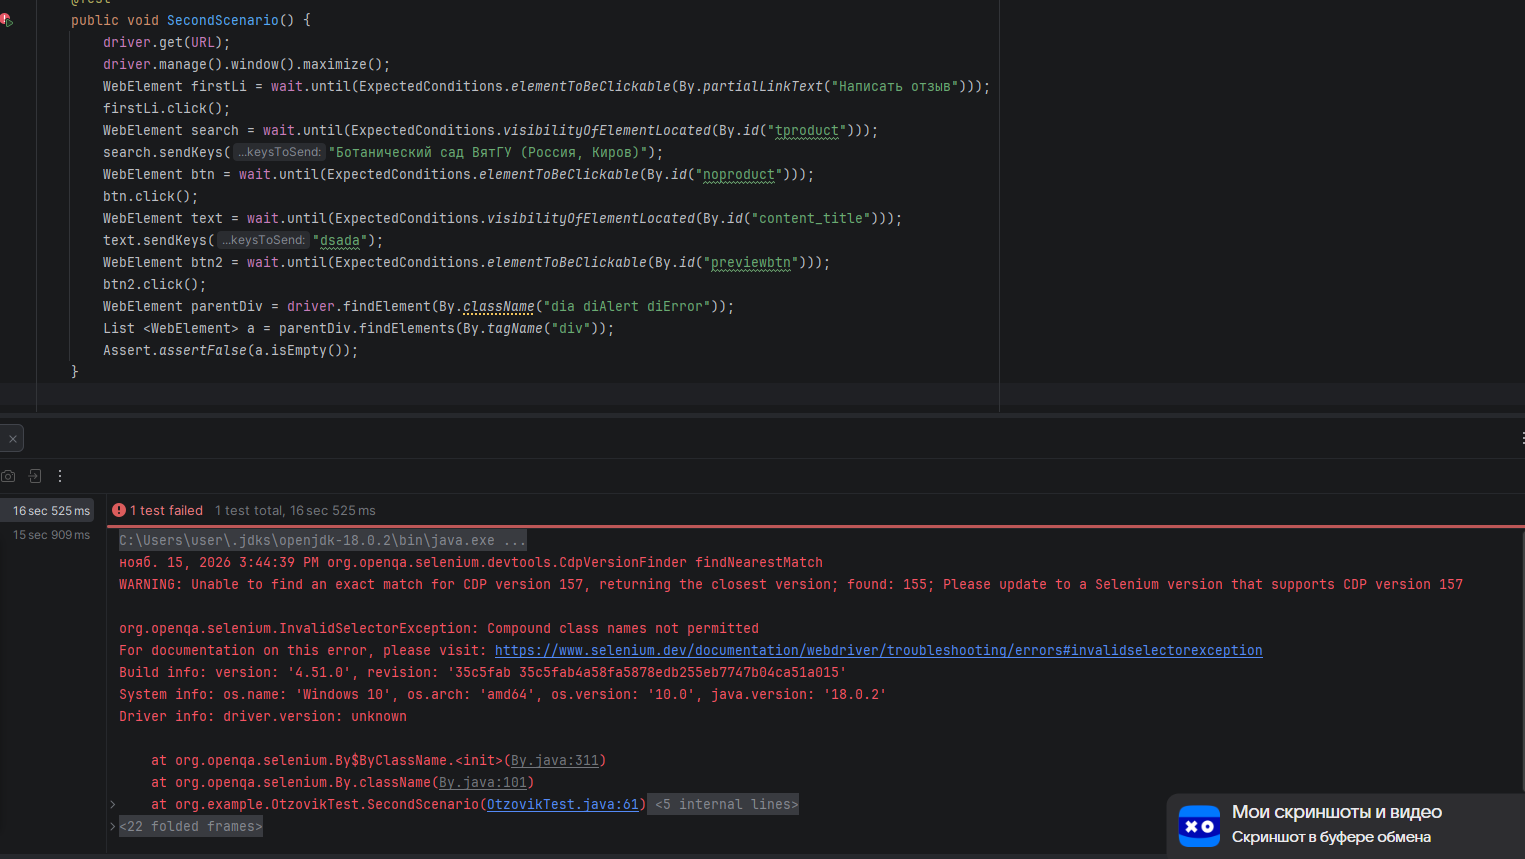 @Test
public void SecondScenario() {
driver.get(URL);
driver.manage().window().maximize();
WebElement firstLi = wait.until(ExpectedConditions.elementToBeClickable(By.partialLinkText("Написать отзыв")));
firstLi.click();
WebElement search = wait.until(ExpectedConditions.visibilityOfElementLocated(By.id("tproduct")));
search.sendKeys( ...keysToSend: "Ботанический сад ВятГУ (Россия, Киров)");
WebElement btn = wait.until(ExpectedConditions.elementToBeClickable(By.id("noproduct")));
btn.click();
WebElement text = wait.until(ExpectedConditions.visibilityOfElementLocated(By.id("content_title")));
text.sendKeys( ...keysToSend: "dsada");
WebElement btn2 = wait.until(ExpectedConditions.elementToBeClickable(By.id("previewbtn")));
btn2.click();
WebElement parentDiv = driver.findElement(By.className("dia diAlert diError"));
List <WebElement> a = parentDiv.findElements(By.tagName("div"));
Assert.assertFalse(a.isEmpty());
}
16 sec 525 ms
15 sec 909 ms
1 test failed 1 test total, 16 sec 525 ms
C:\Users\user\.jdks\openjdk-18.0.2\bin\java.exe ...
нояб. 15, 2026 3:44:39 PM org.openqa.selenium.devtools.CdpVersionFinder findNearestMatch
WARNING: Unable to find an exact match for CDP version 157, returning the closest version; found: 155; Please update to a Selenium version that supports CDP version 157
org.openqa.selenium.InvalidSelectorException: Compound class names not permitted
For documentation on this error, please visit: https://www.selenium.dev/documentation/webdriver/troubleshooting/errors#invalidselectorexception
Build info: version: '4.51.0', revision: '35c5fab 35c5fab4a58fa5878edb255eb7747b04ca51a015'
System info: os.name: 'Windows 10', os.arch: 'amd64', os.version: '10.0', java.version: '18.0.2'
Driver info: driver.version: unknown
at org.openqa.selenium.By$ByClassName.<init>(By.java:311)
at org.openqa.selenium.By.className(By.java:101)
at org.example.OtzovikTest.SecondScenario(OtzovikTest.java:61) <5 internal lines>
<22 folded frames>
Мои скриншоты и видео
Скриншот в буфере обмена